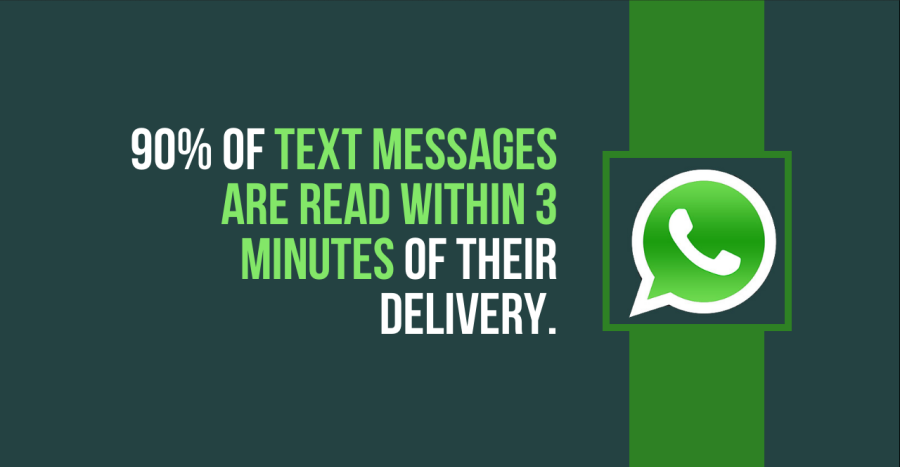 90% OF TEXT MESSAGES
ARE READ WITHIN 3
MINUTES OF THEIR
DELIVERY.